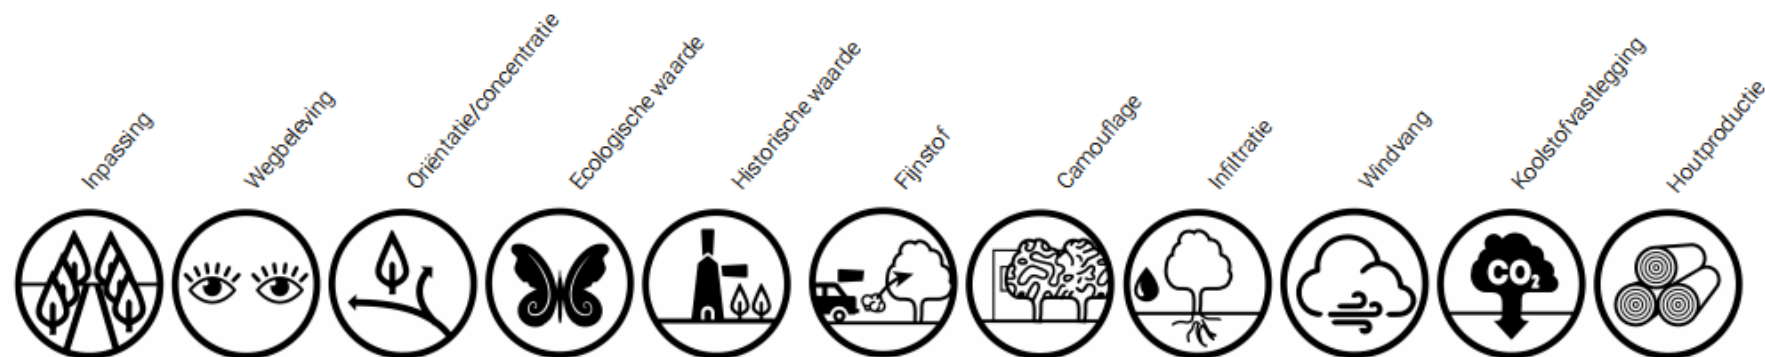 Inpassing
Wegbeleving
Oriëntatie/concentratie
Ecologische waarde
Historische waarde
Fijnstof
Camouflage
Infiltratie
Windvang
Koolstofvastlegging
Houtproductie
CO₂